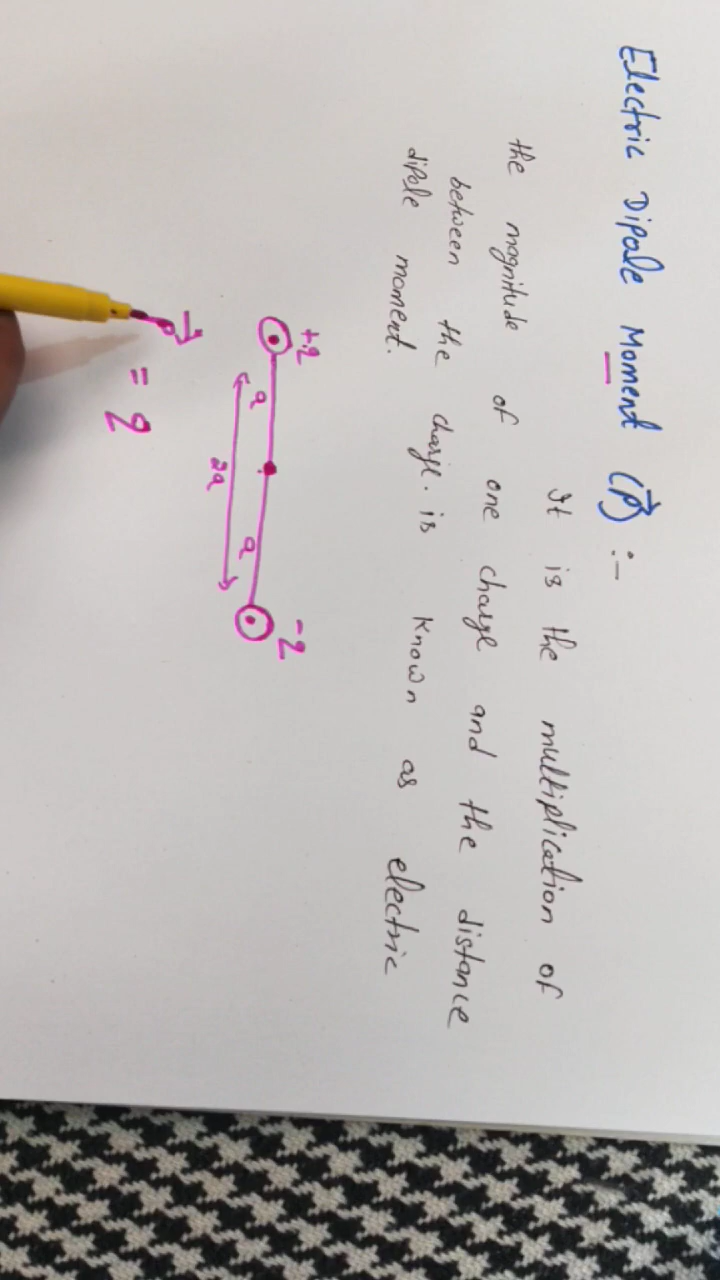 Electric Dipole Moment (P⃗) :-
It is the multiplication of
the magnitude of one charge and the distance
between the charge. is known as electric
dipole moment.
+q -q
a a
2a
P⃗ = q